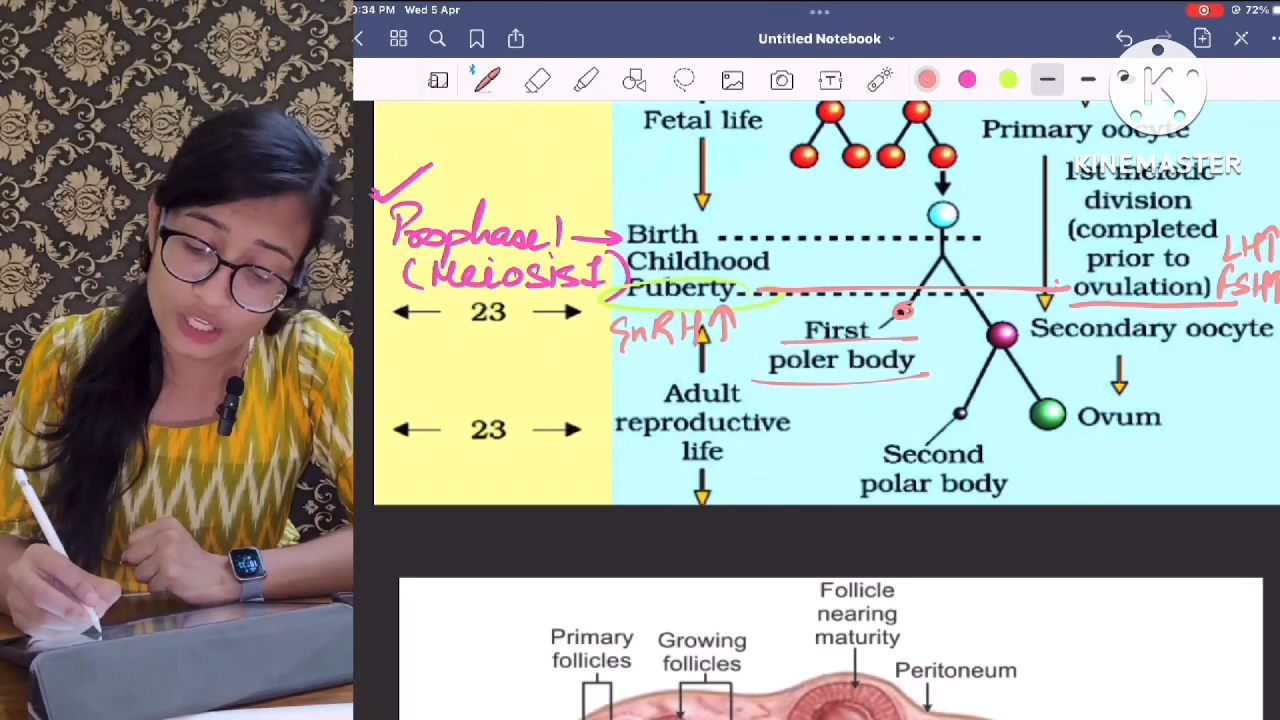 0:34 PM Wed 5 Apr
72%
Untitled Notebook
Fetal life
Primary oocyte
KINEMASTER
1st meiotic
division
(completed
prior to
ovulation)
LH↑
FSH↑
Prophase I
(Meiosis I)
Birth
Childhood
Puberty
GnRH↑
23
First
poler body
Secondary oocyte
Adult
reproductive
life
23
Ovum
Second
polar body
Follicle
nearing
maturity
Primary
follicles
Growing
follicles
Peritoneum